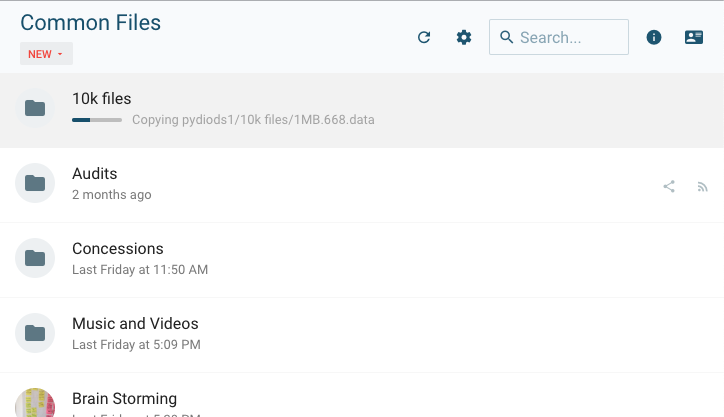 Common Files
NEW
Search...
10k files
Copying pydiods1/10k files/1MB.668.data
Audits
2 months ago
Concessions
Last Friday at 11:50 AM
Music and Videos
Last Friday at 5:09 PM
Brain Storming